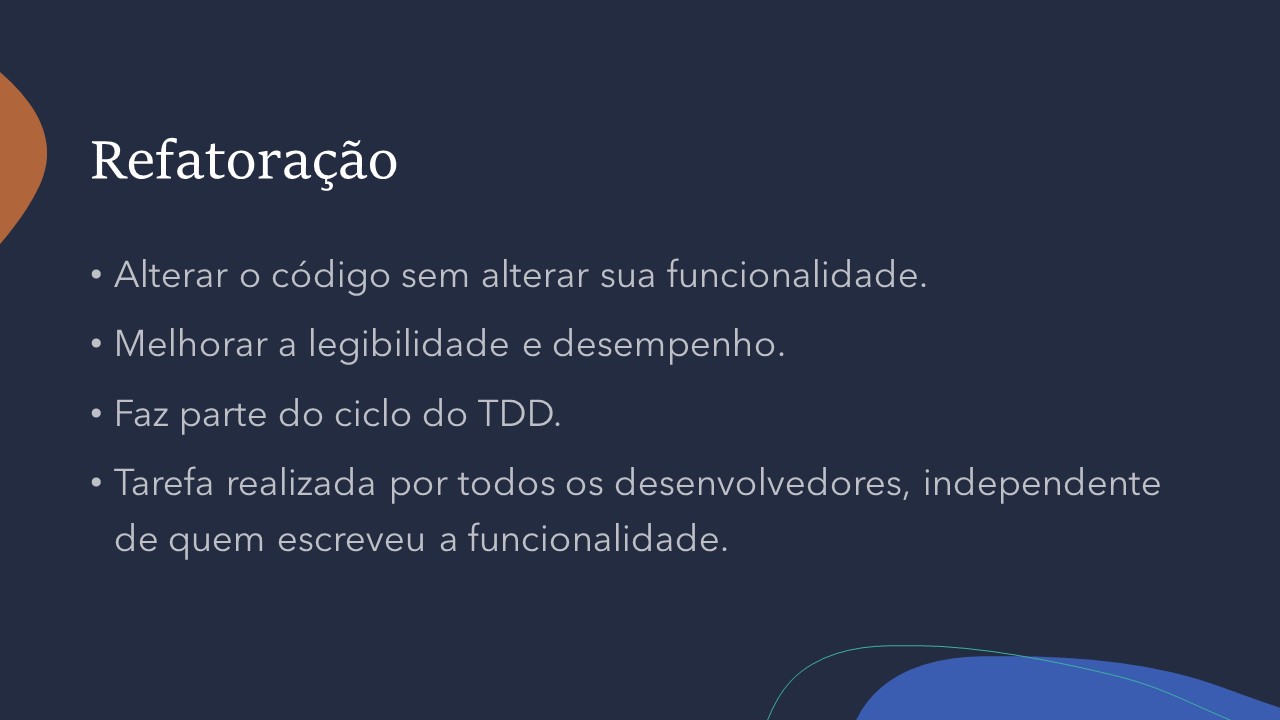 Refatoração
• Alterar o código sem alterar sua funcionalidade.
• Melhorar a legibilidade e desempenho.
• Faz parte do ciclo do TDD.
• Tarefa realizada por todos os desenvolvedores, independente
de quem escreveu a funcionalidade.